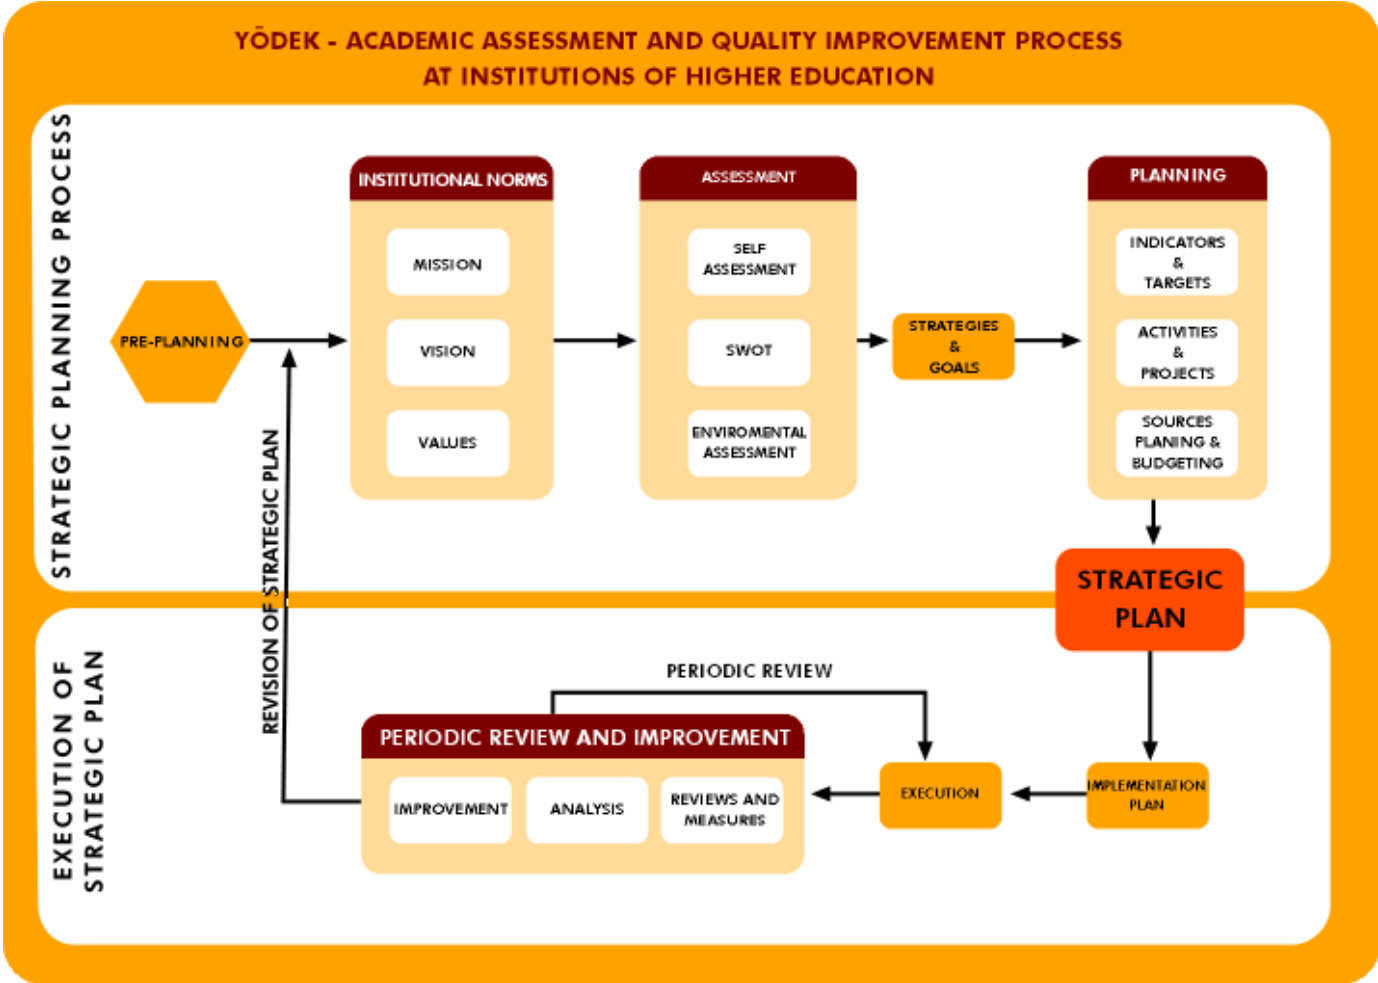 YÖDEK - ACADEMIC ASSESSMENT AND QUALITY IMPROVEMENT PROCESS
AT INSTITUTIONS OF HIGHER EDUCATION
STRATEGIC PLANNING PROCESS
PRE-PLANNING
INSTITUTIONAL NORMS
MISSION
VISION
VALUES
ASSESSMENT
SELF
ASSESSMENT
SWOT
ENVIROMENTAL
ASSESSMENT
STRATEGIES
&
GOALS
PLANNING
INDICATORS
&
TARGETS
ACTIVITIES
&
PROJECTS
SOURCES
PLANING &
BUDGETING
STRATEGIC
PLAN
REVISION OF STRATEGIC PLAN
EXECUTION OF
STRATEGIC PLAN
PERIODIC REVIEW
PERIODIC REVIEW AND IMPROVEMENT
IMPROVEMENT
ANALYSIS
REVIEWS AND
MEASURES
EXECUTION
IMPLEMENTATION
PLAN